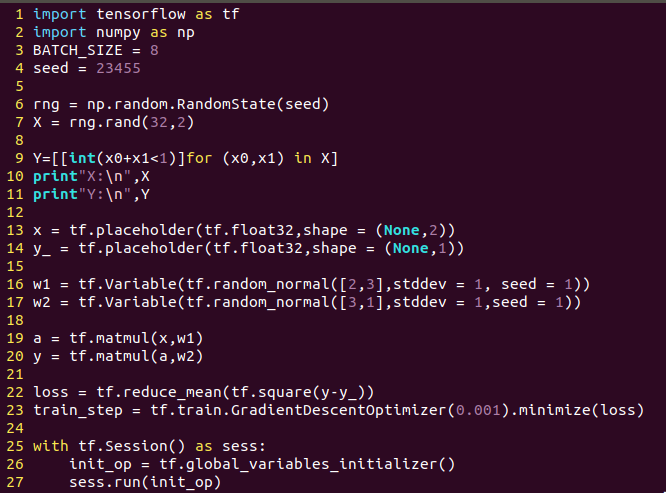 1 import tensorflow as tf
2 import numpy as np
3 BATCH_SIZE = 8
4 seed = 23455
5
6 rng = np.random.RandomState(seed)
7 X = rng.rand(32,2)
8
9 Y=[[int(x0+x1<1)]for (x0,x1) in X]
10 print"X:\n",X
11 print"Y:\n",Y
12
13 x = tf.placeholder(tf.float32,shape = (None,2))
14 y_ = tf.placeholder(tf.float32,shape = (None,1))
15
16 w1 = tf.Variable(tf.random_normal([2,3],stddev = 1, seed = 1))
17 w2 = tf.Variable(tf.random_normal([3,1],stddev = 1,seed = 1))
18
19 a = tf.matmul(x,w1)
20 y = tf.matmul(a,w2)
21
22 loss = tf.reduce_mean(tf.square(y-y_))
23 train_step = tf.train.GradientDescentOptimizer(0.001).minimize(loss)
24
25 with tf.Session() as sess:
26     init_op = tf.global_variables_initializer()
27     sess.run(init_op)